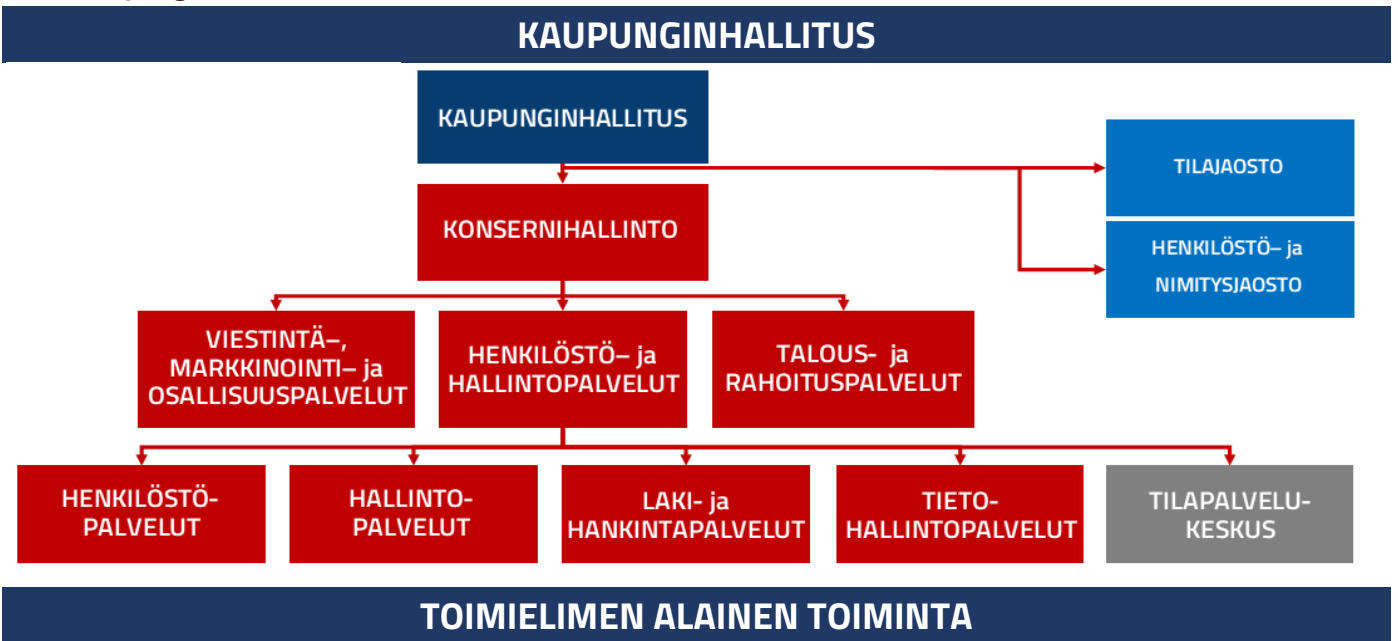 KAUPUNGINHALLITUS
KAUPUNGINHALLITUS
TILAJAOSTO
KONSERNIHALLINTO
HENKILÖSTÖ– ja
NIMITYSJAOSTO
VIESTINTÄ–,
MARKKINOINTI– ja
OSALLISUUSPALVELUT
HENKILÖSTÖ– ja
HALLINTOPALVELUT
TALOUS- ja
RAHOITUSPALVELUT
HENKILÖSTÖ-
PALVELUT
HALLINTO-
PALVELUT
LAKI- ja
HANKINTAPALVELUT
TIETO-
HALLINTOPALVELUT
TILAPALVELU-
KESKUS
TOIMIELIMEN ALAINEN TOIMINTA